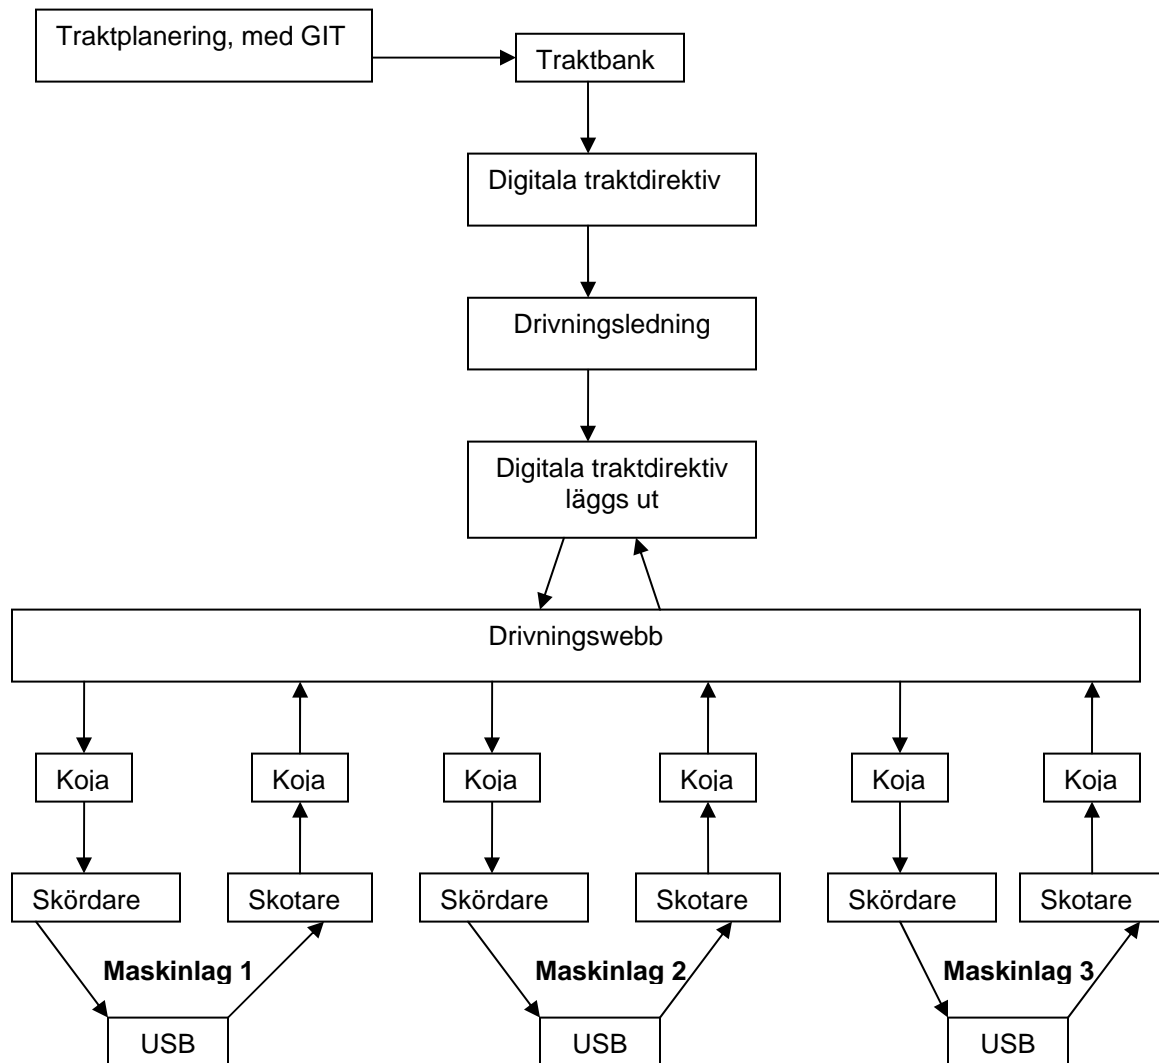 Traktplanering, med GIT
Traktbank
Digitala traktdirektiv
Drivningsledning
Digitala traktdirektiv
läggs ut
Drivningswebb
Koja
Koja
Koja
Koja
Koja
Koja
Skördare
Skotare
Skördare
Skotare
Skördare
Skotare
Maskinlag 1
Maskinlag 2
Maskinlag 3
USB
USB
USB